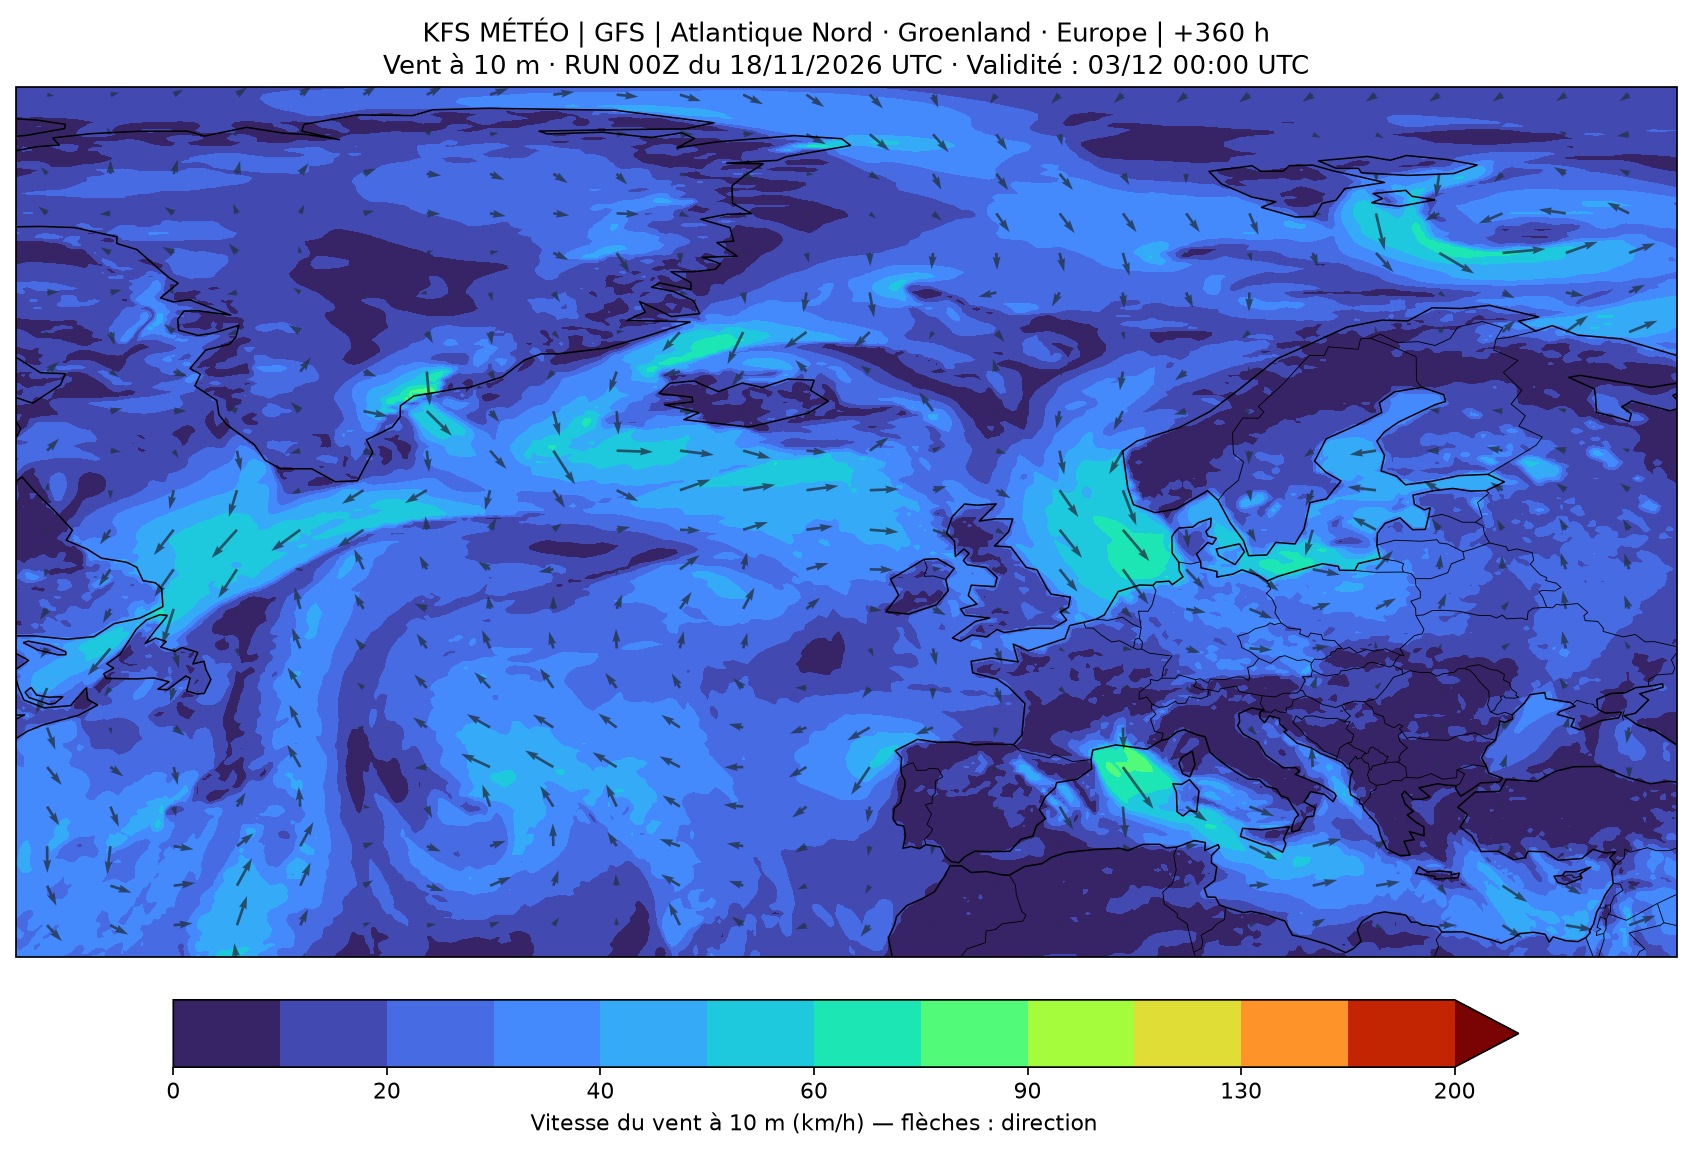 KFS MÉTÉO | GFS | Atlantique Nord · Groenland · Europe | +360 h
Vent à 10 m · RUN 00Z du 18/11/2026 UTC · Validité : 03/12 00:00 UTC
0 20 40 60 90 130 200
Vitesse du vent à 10 m (km/h) — flèches : direction